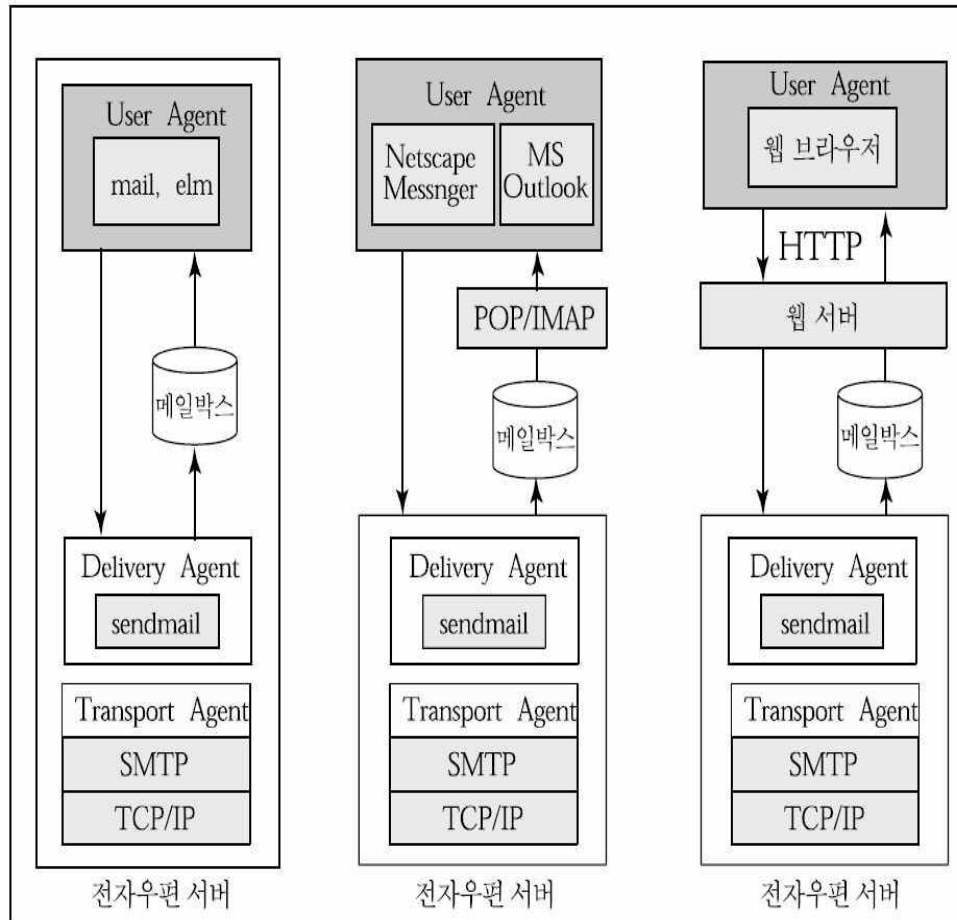 User Agent
mail, elm
메일박스
Delivery Agent
sendmail
Transport Agent
SMTP
TCP/IP
전자우편 서버
User Agent
Netscape
Messnger
MS
Outlook
POP/IMAP
메일박스
Delivery Agent
sendmail
Transport Agent
SMTP
TCP/IP
전자우편 서버
User Agent
웹 브라우저
HTTP
웹 서버
메일박스
Delivery Agent
sendmail
Transport Agent
SMTP
TCP/IP
전자우편 서버